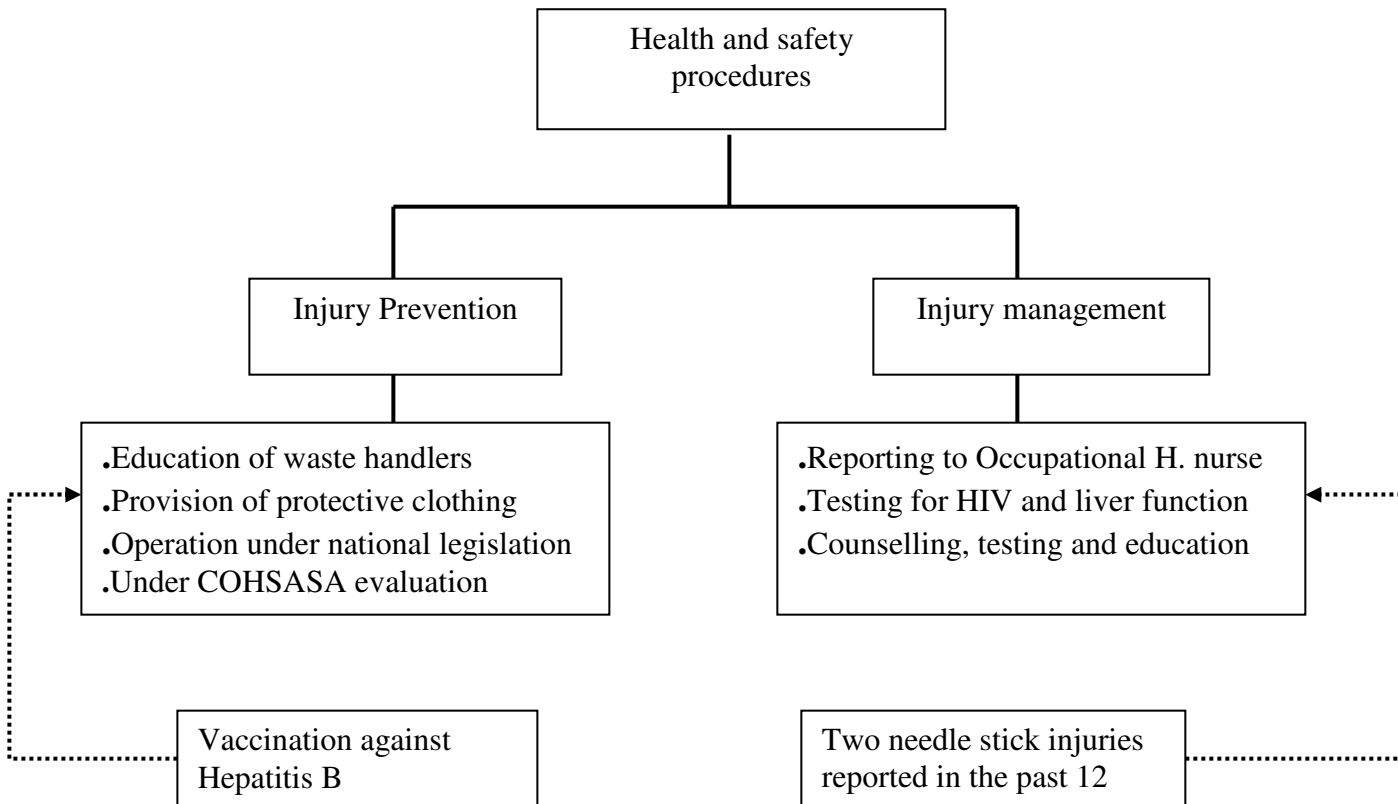 Health and safety
procedures
Injury Prevention
Injury management
.Education of waste handlers
.Provision of protective clothing
.Operation under national legislation
.Under COHSASA evaluation
.Reporting to Occupational H. nurse
.Testing for HIV and liver function
.Counselling, testing and education
Vaccination against
Hepatitis B
Two needle stick injuries
reported in the past 12